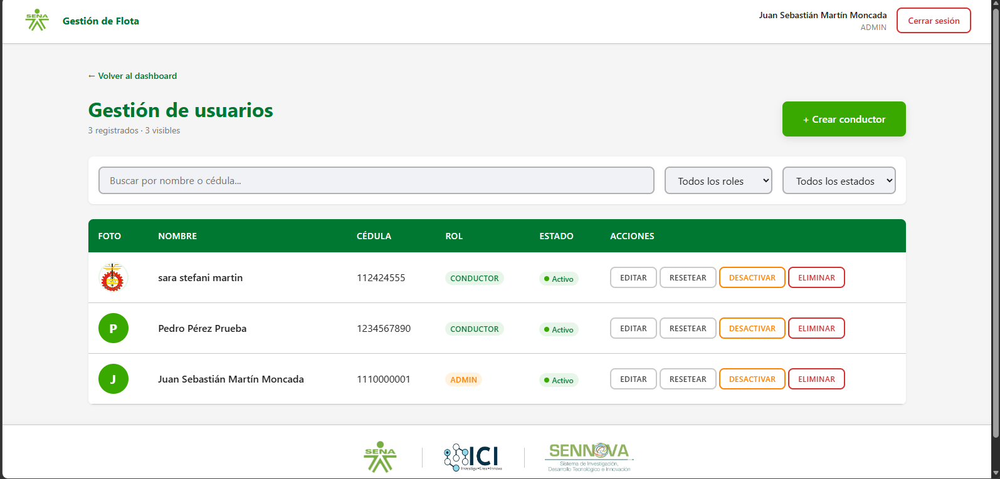 SENA
Gestión de Flota
Juan Sebastián Martín Moncada
ADMIN
Cerrar sesión
← Volver al dashboard
Gestión de usuarios
3 registrados · 3 visibles
+ Crear conductor
Buscar por nombre o cédula...
Todos los roles
Todos los estados
FOTO NOMBRE CÉDULA ROL ESTADO ACCIONES
sara stefani martin 112424555 CONDUCTOR Activo EDITAR RESETEAR DESACTIVAR ELIMINAR
P Pedro Pérez Prueba 1234567890 CONDUCTOR Activo EDITAR RESETEAR DESACTIVAR ELIMINAR
J Juan Sebastián Martín Moncada 1110000001 ADMIN Activo EDITAR RESETEAR DESACTIVAR ELIMINAR
SENA
ICI
Investiga•Crea•Innova
SENNOVA
Sistema de Investigación,
Desarrollo Tecnológico e Innovación